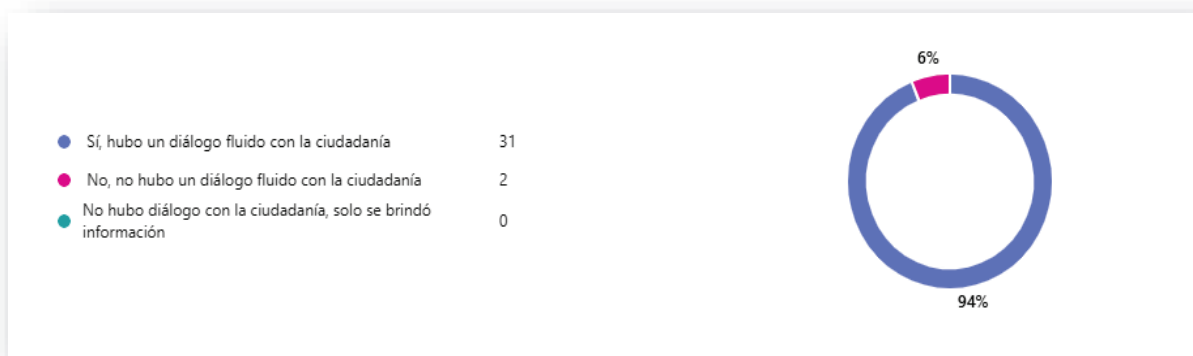 6%
Sí, hubo un diálogo fluido con la ciudadanía 31
No, no hubo un diálogo fluido con la ciudadanía 2
No hubo diálogo con la ciudadanía, solo se brindó
información 0
94%